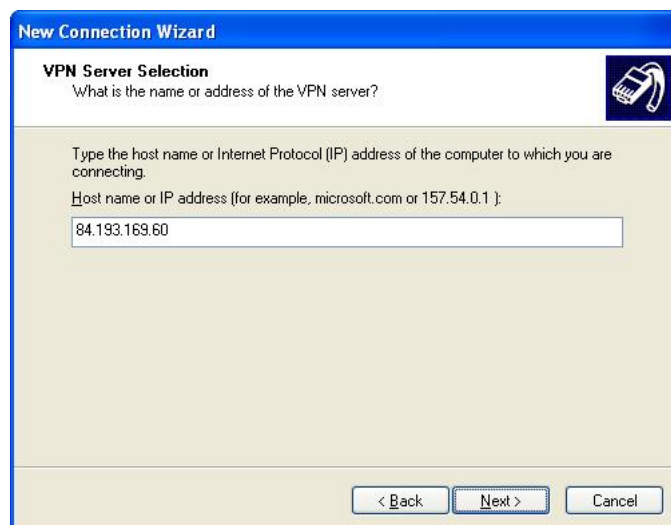 New Connection Wizard
VPN Server Selection
What is the name or address of the VPN server?
Type the host name or Internet Protocol (IP) address of the computer to which you are
connecting.
Host name or IP address (for example, microsoft.com or 157.54.0.1 ):
84.193.169.60
< Back Next > Cancel